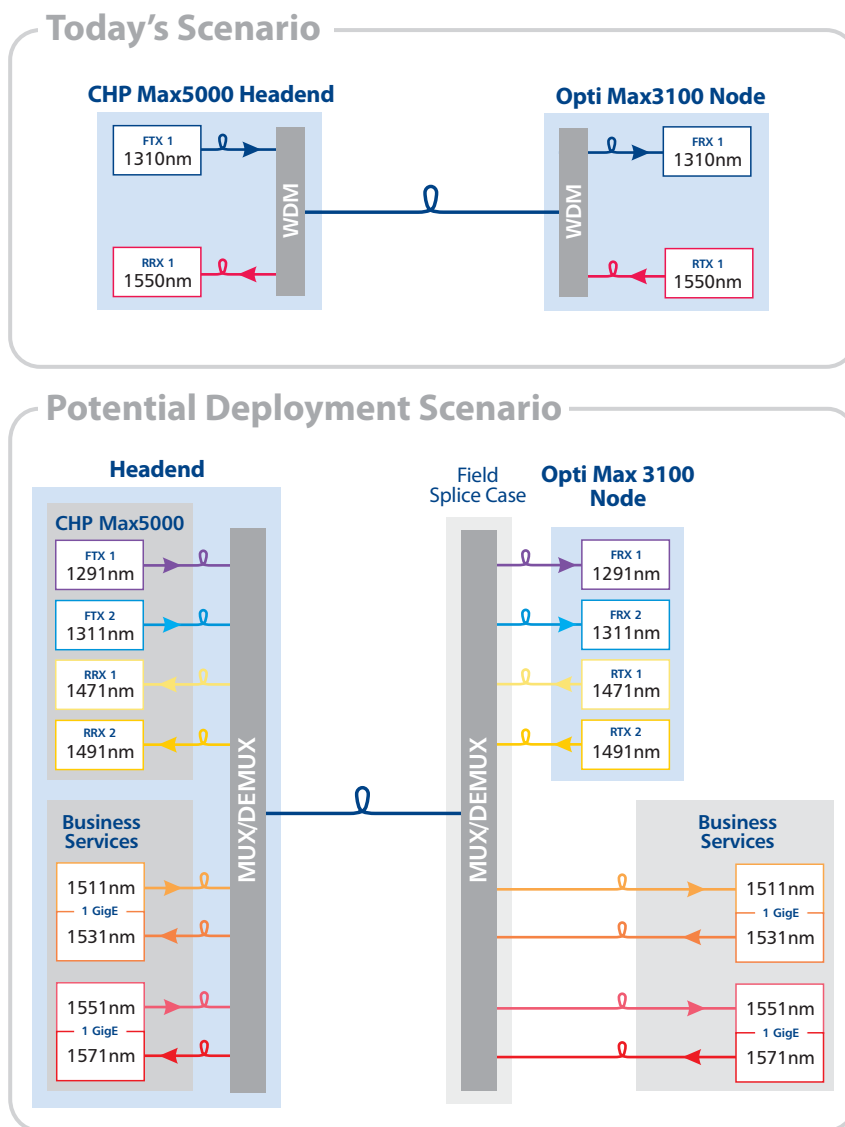 Today's Scenario
CHP Max5000 Headend
Opti Max3100 Node
FTX 1
1310nm
FRX 1
1310nm
WDM
WDM
RRX 1
1550nm
RTX 1
1550nm
Potential Deployment Scenario
Headend
Field
Splice Case
Opti Max 3100
Node
CHP Max5000
FTX 1
1291nm
FRX 1
1291nm
FTX 2
1311nm
FRX 2
1311nm
RRX 1
1471nm
RTX 1
1471nm
RRX 2
1491nm
RTX 2
1491nm
MUX/DEMUX
MUX/DEMUX
Business
Services
Business
Services
1511nm
1 GigE
1531nm
1511nm
1 GigE
1531nm
1551nm
1 GigE
1571nm
1551nm
1 GigE
1571nm